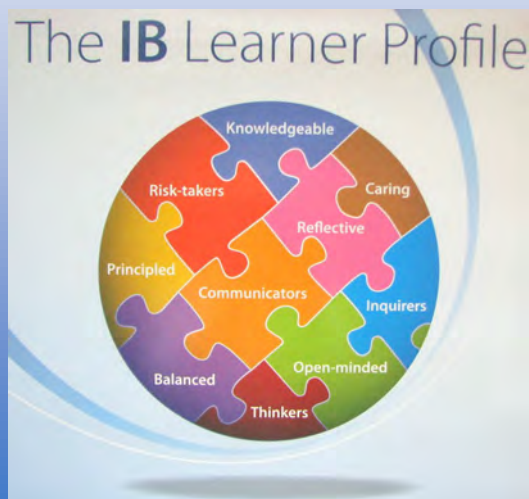 The IB Learner Profile
Knowledgeable
Risk-takers
Caring
Reflective
Principled
Communicators
Inquirers
Balanced
Open-minded
Thinkers